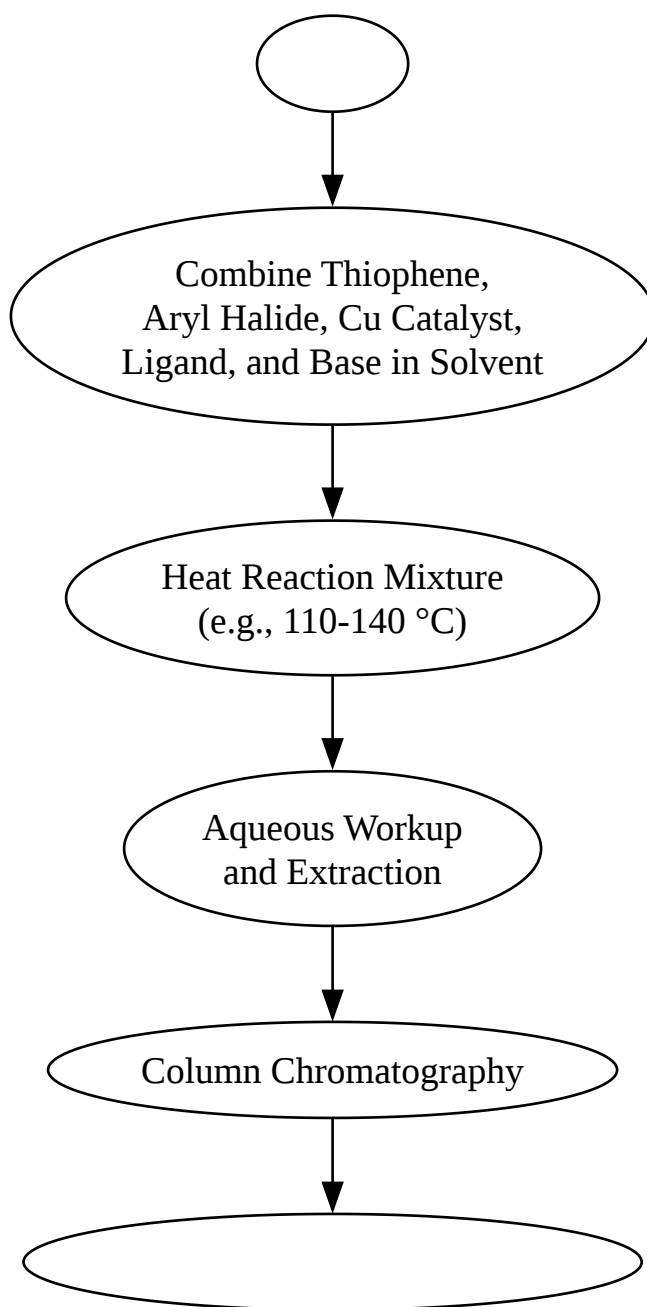 Combine Thiophene,
Aryl Halide, Cu Catalyst,
Ligand, and Base in Solvent
Heat Reaction Mixture
(e.g., 110-140 °C)
Aqueous Workup
and Extraction
Column Chromatography